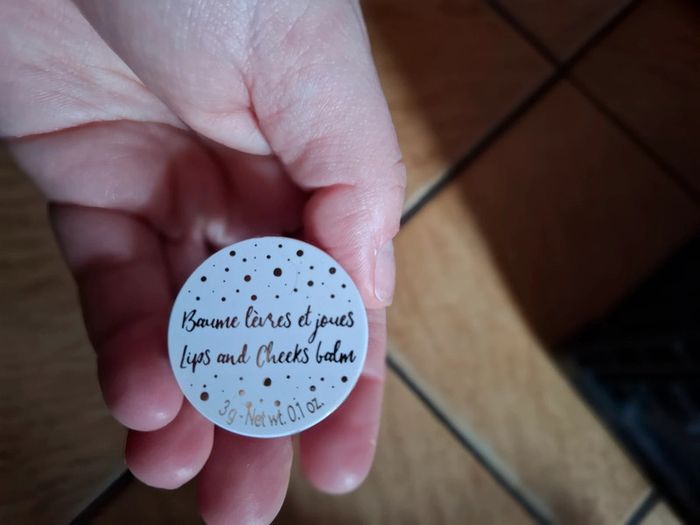 Baume lèvres et joues
Lips and Cheeks balm
3g - Net wt. 0.1 oz.